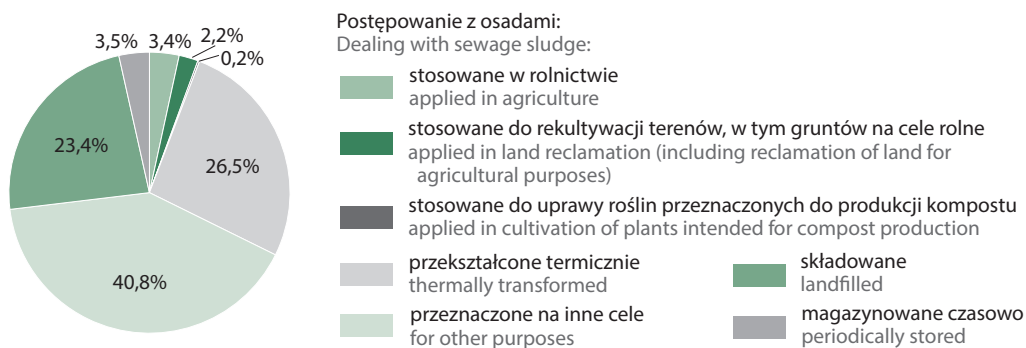 3,5%
3,4%
2,2%
0,2%
23,4%
26,5%
40,8%
Postępowanie z osadami:
Dealing with sewage sludge:
stosowane w rolnictwie
applied in agriculture
stosowane do rekultywacji terenów, w tym gruntów na cele rolne
applied in land reclamation (including reclamation of land for
agricultural purposes)
stosowane do uprawy roślin przeznaczonych do produkcji kompostu
applied in cultivation of plants intended for compost production
przekształcone termicznie
thermally transformed
przeznaczone na inne cele
for other purposes
składowane
landfilled
magazynowane czasowo
periodically stored